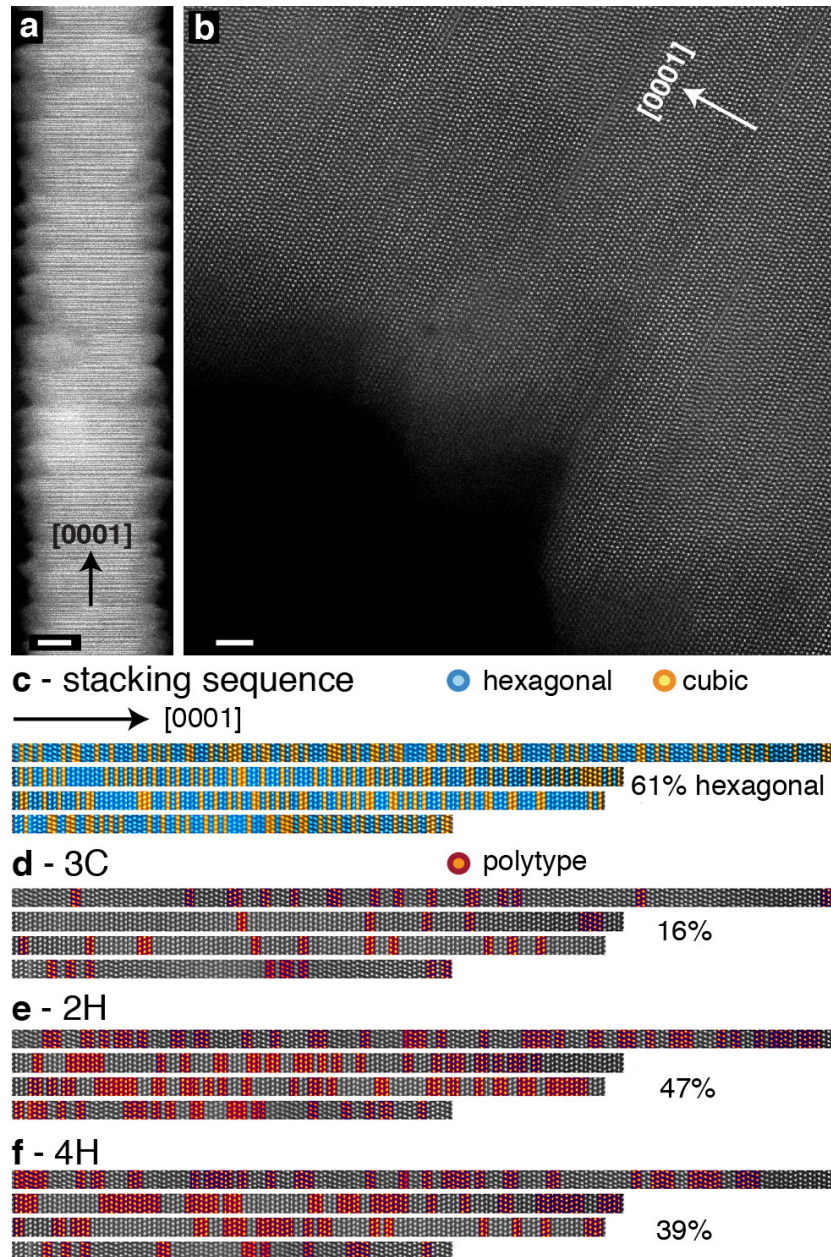 a
b
[0001]
[0001]
c - stacking sequence
hexagonal
cubic
[0001]
61% hexagonal
d - 3C
polytype
16%
e - 2H
47%
f - 4H
39%